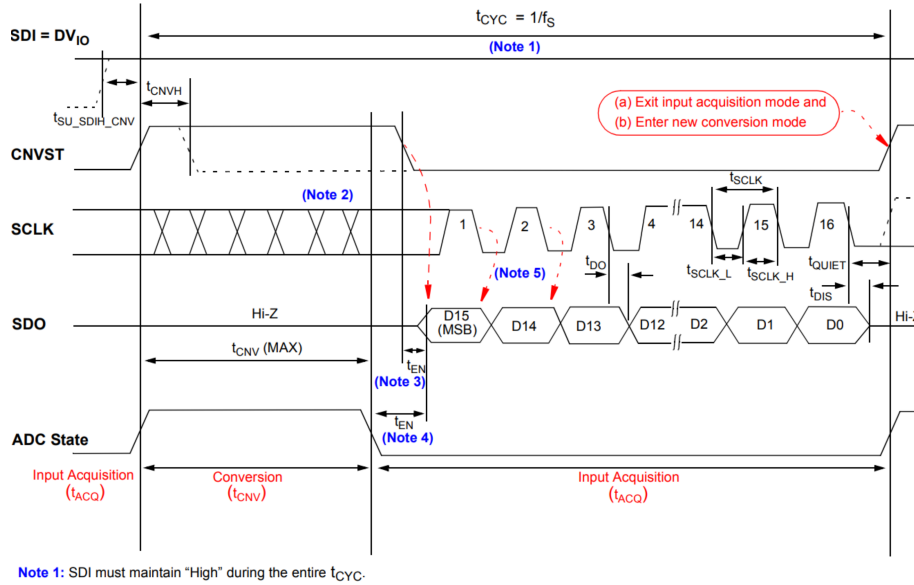 tCYC = 1/fS
SDI = DVIO
(Note 1)
tCNVH
tSU_SDIH_CNV
(a) Exit input acquisition mode and
(b) Enter new conversion mode
CNVST
tSCLK
(Note 2)
SCLK
1 2 3 4 14 15 16
(Note 5)
tDO
tSCLK_L
tSCLK_H
tQUIET
tDIS
Hi-Z
SDO
D15
(MSB)
D14 D13 D12 D2 D1 D0
Hi-Z
tCNV (MAX)
tEN
(Note 3)
tEN
(Note 4)
ADC State
Input Acquisition
(tACQ)
Conversion
(tCNV)
Input Acquisition
(tACQ)
Note 1: SDI must maintain “High” during the entire tCYC.